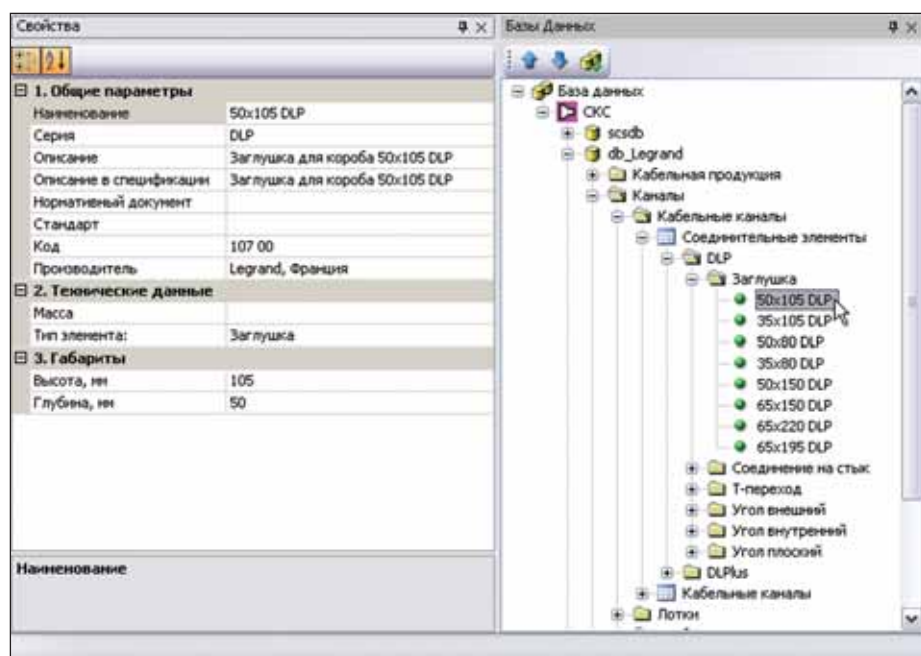 Свойства
1. Общие параметры
Наименование 50x105 DLP
Серия DLP
Описание Заглушка для короба 50x105 DLP
Описание в спецификации Заглушка для короба 50x105 DLP
Нормативный документ
Стандарт
Код 107 00
Производитель Legrand, Франция
2. Технические данные
Масса
Тип элемента: Заглушка
3. Габариты
Высота, мм 105
Глубина, мм 50
Наименование
Базы Данных
База данных
СКС
scsdb
db_Legrand
Кабельная продукция
Каналы
Кабельные каналы
Соединительные элементы
DLP
Заглушка
50x105 DLP
35x105 DLP
50x80 DLP
35x80 DLP
50x150 DLP
65x150 DLP
65x220 DLP
65x195 DLP
Соединение на стык
Т-переход
Угол внешний
Угол внутренний
Угол плоский
DLPlus
Кабельные каналы
Лотки